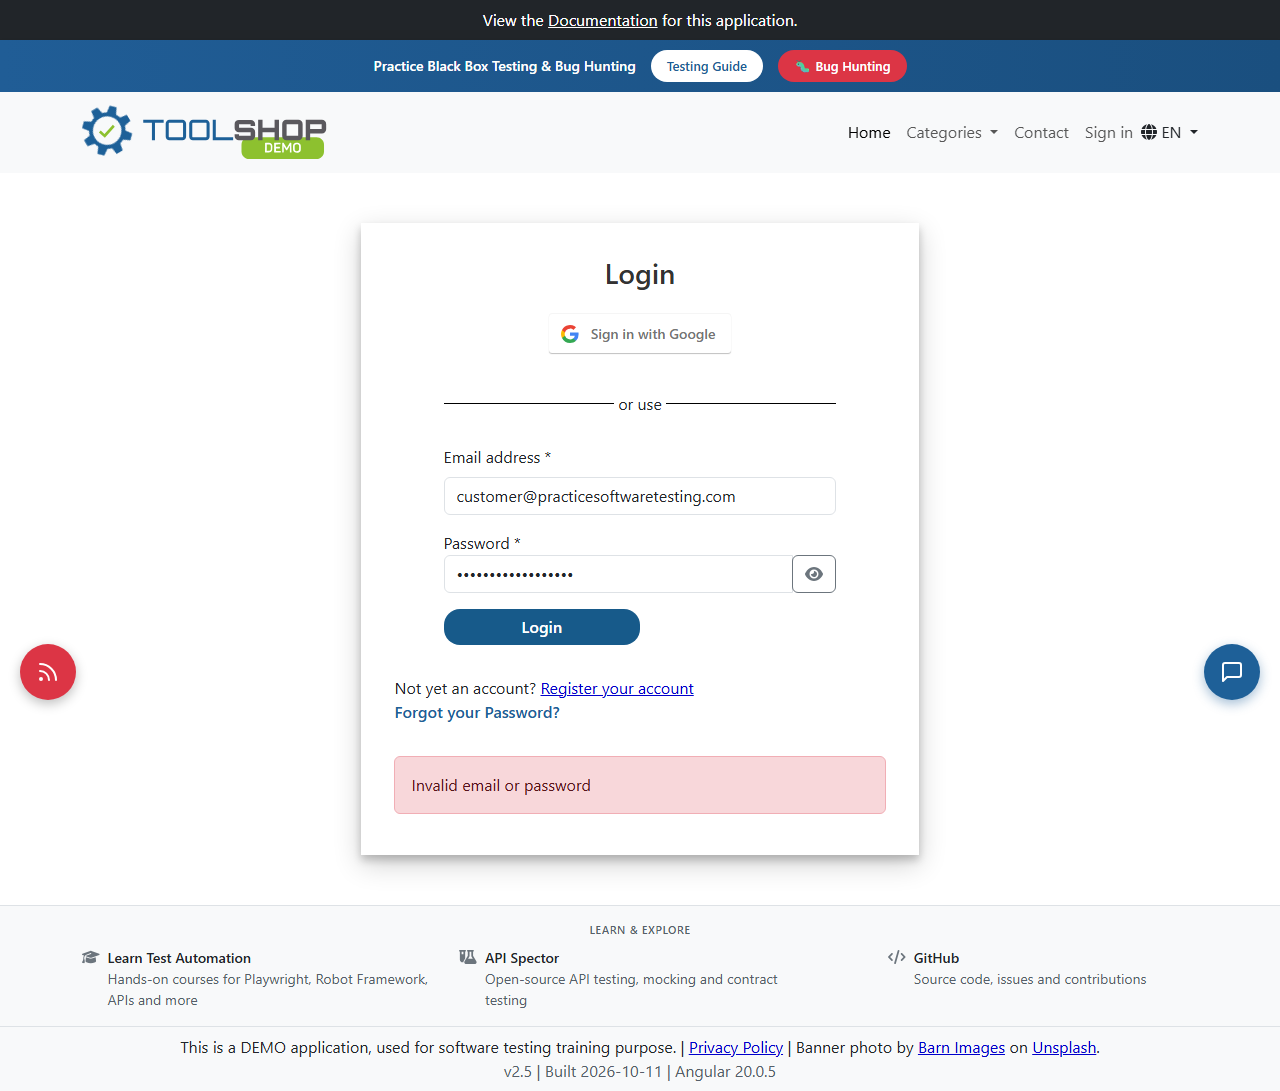 View the Documentation for this application.
Practice Black Box Testing & Bug Hunting
Testing Guide
Bug Hunting
TOOLSHOP
DEMO
Home
Categories
Contact
Sign in
EN
Login
Sign in with Google
or use
Email address *
customer@practicesoftwaretesting.com
Password *
••••••••••••••••••
Login
Not yet an account? Register your account
Forgot your Password?
Invalid email or password
LEARN & EXPLORE
Learn Test Automation
Hands-on courses for Playwright, Robot Framework,
APIs and more
API Spector
Open-source API testing, mocking and contract
testing
GitHub
Source code, issues and contributions
This is a DEMO application, used for software testing training purpose. | Privacy Policy | Banner photo by Barn Images on Unsplash.
v2.5 | Built 2026-10-11 | Angular 20.0.5